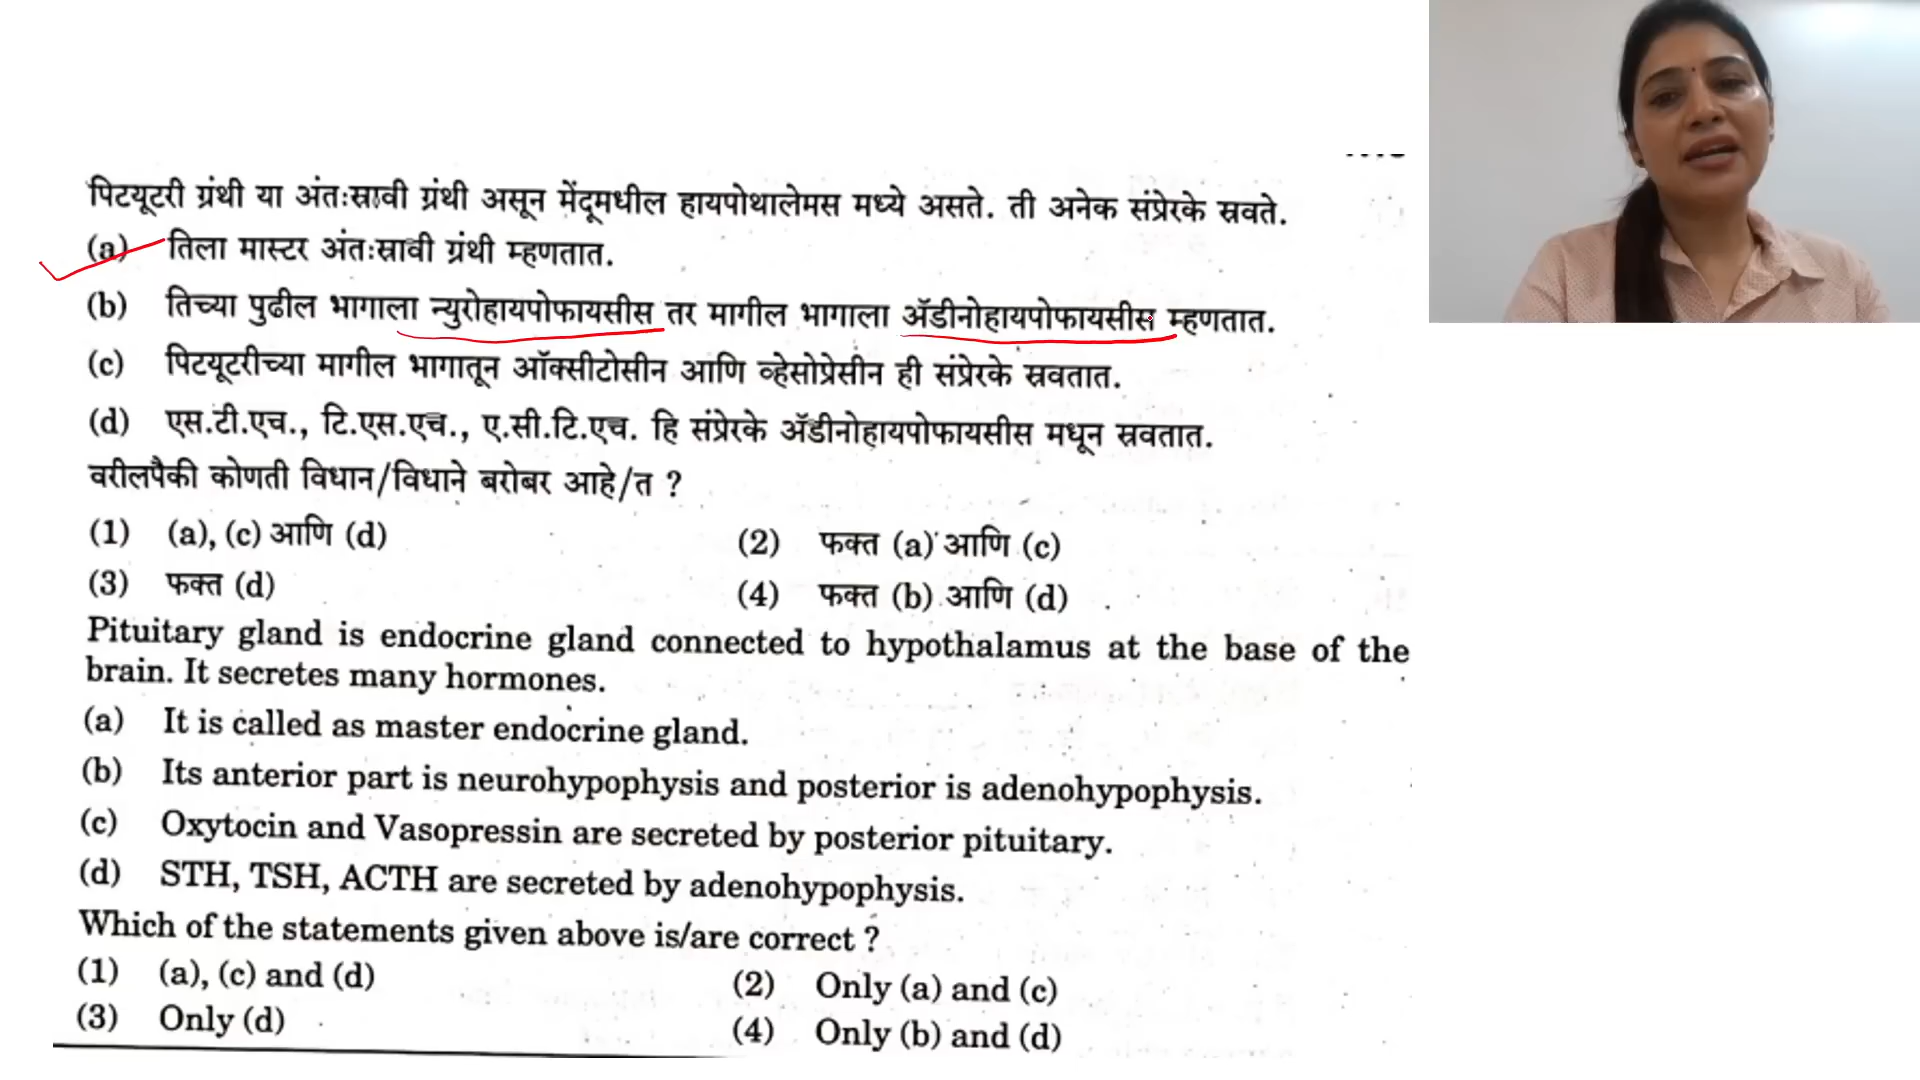 पिटयूटरी ग्रंथी या अंतःस्रावी ग्रंथी असून मेंदूमधील हायपोथालेमस मध्ये असते. ती अनेक संप्रेरके स्रवते.
(a) तिला मास्टर अंतःस्रावी ग्रंथी म्हणतात.
(b) तिच्या पुढील भागाला न्युरोहायपोफायसीस तर मागील भागाला ॲडीनोहायपोफायसीस म्हणतात.
(c) पिटयूटरीच्या मागील भागातून ऑक्सीटोसीन आणि व्हेसोप्रेसीन ही संप्रेरके स्रवतात.
(d) एस.टी.एच., टि.एस.एच., ए.सी.टि.एच. हि संप्रेरके ॲडीनोहायपोफायसीस मधून स्रवतात.
वरीलपैकी कोणती विधान/विधाने बरोबर आहे/त ?
(1) (a), (c) आणि (d) (2) फक्त (a) आणि (c)
(3) फक्त (d) (4) फक्त (b) आणि (d)
Pituitary gland is endocrine gland connected to hypothalamus at the base of the
brain. It secretes many hormones.
(a) It is called as master endocrine gland.
(b) Its anterior part is neurohypophysis and posterior is adenohypophysis.
(c) Oxytocin and Vasopressin are secreted by posterior pituitary.
(d) STH, TSH, ACTH are secreted by adenohypophysis.
Which of the statements given above is/are correct ?
(1) (a), (c) and (d) (2) Only (a) and (c)
(3) Only (d) (4) Only (b) and (d)